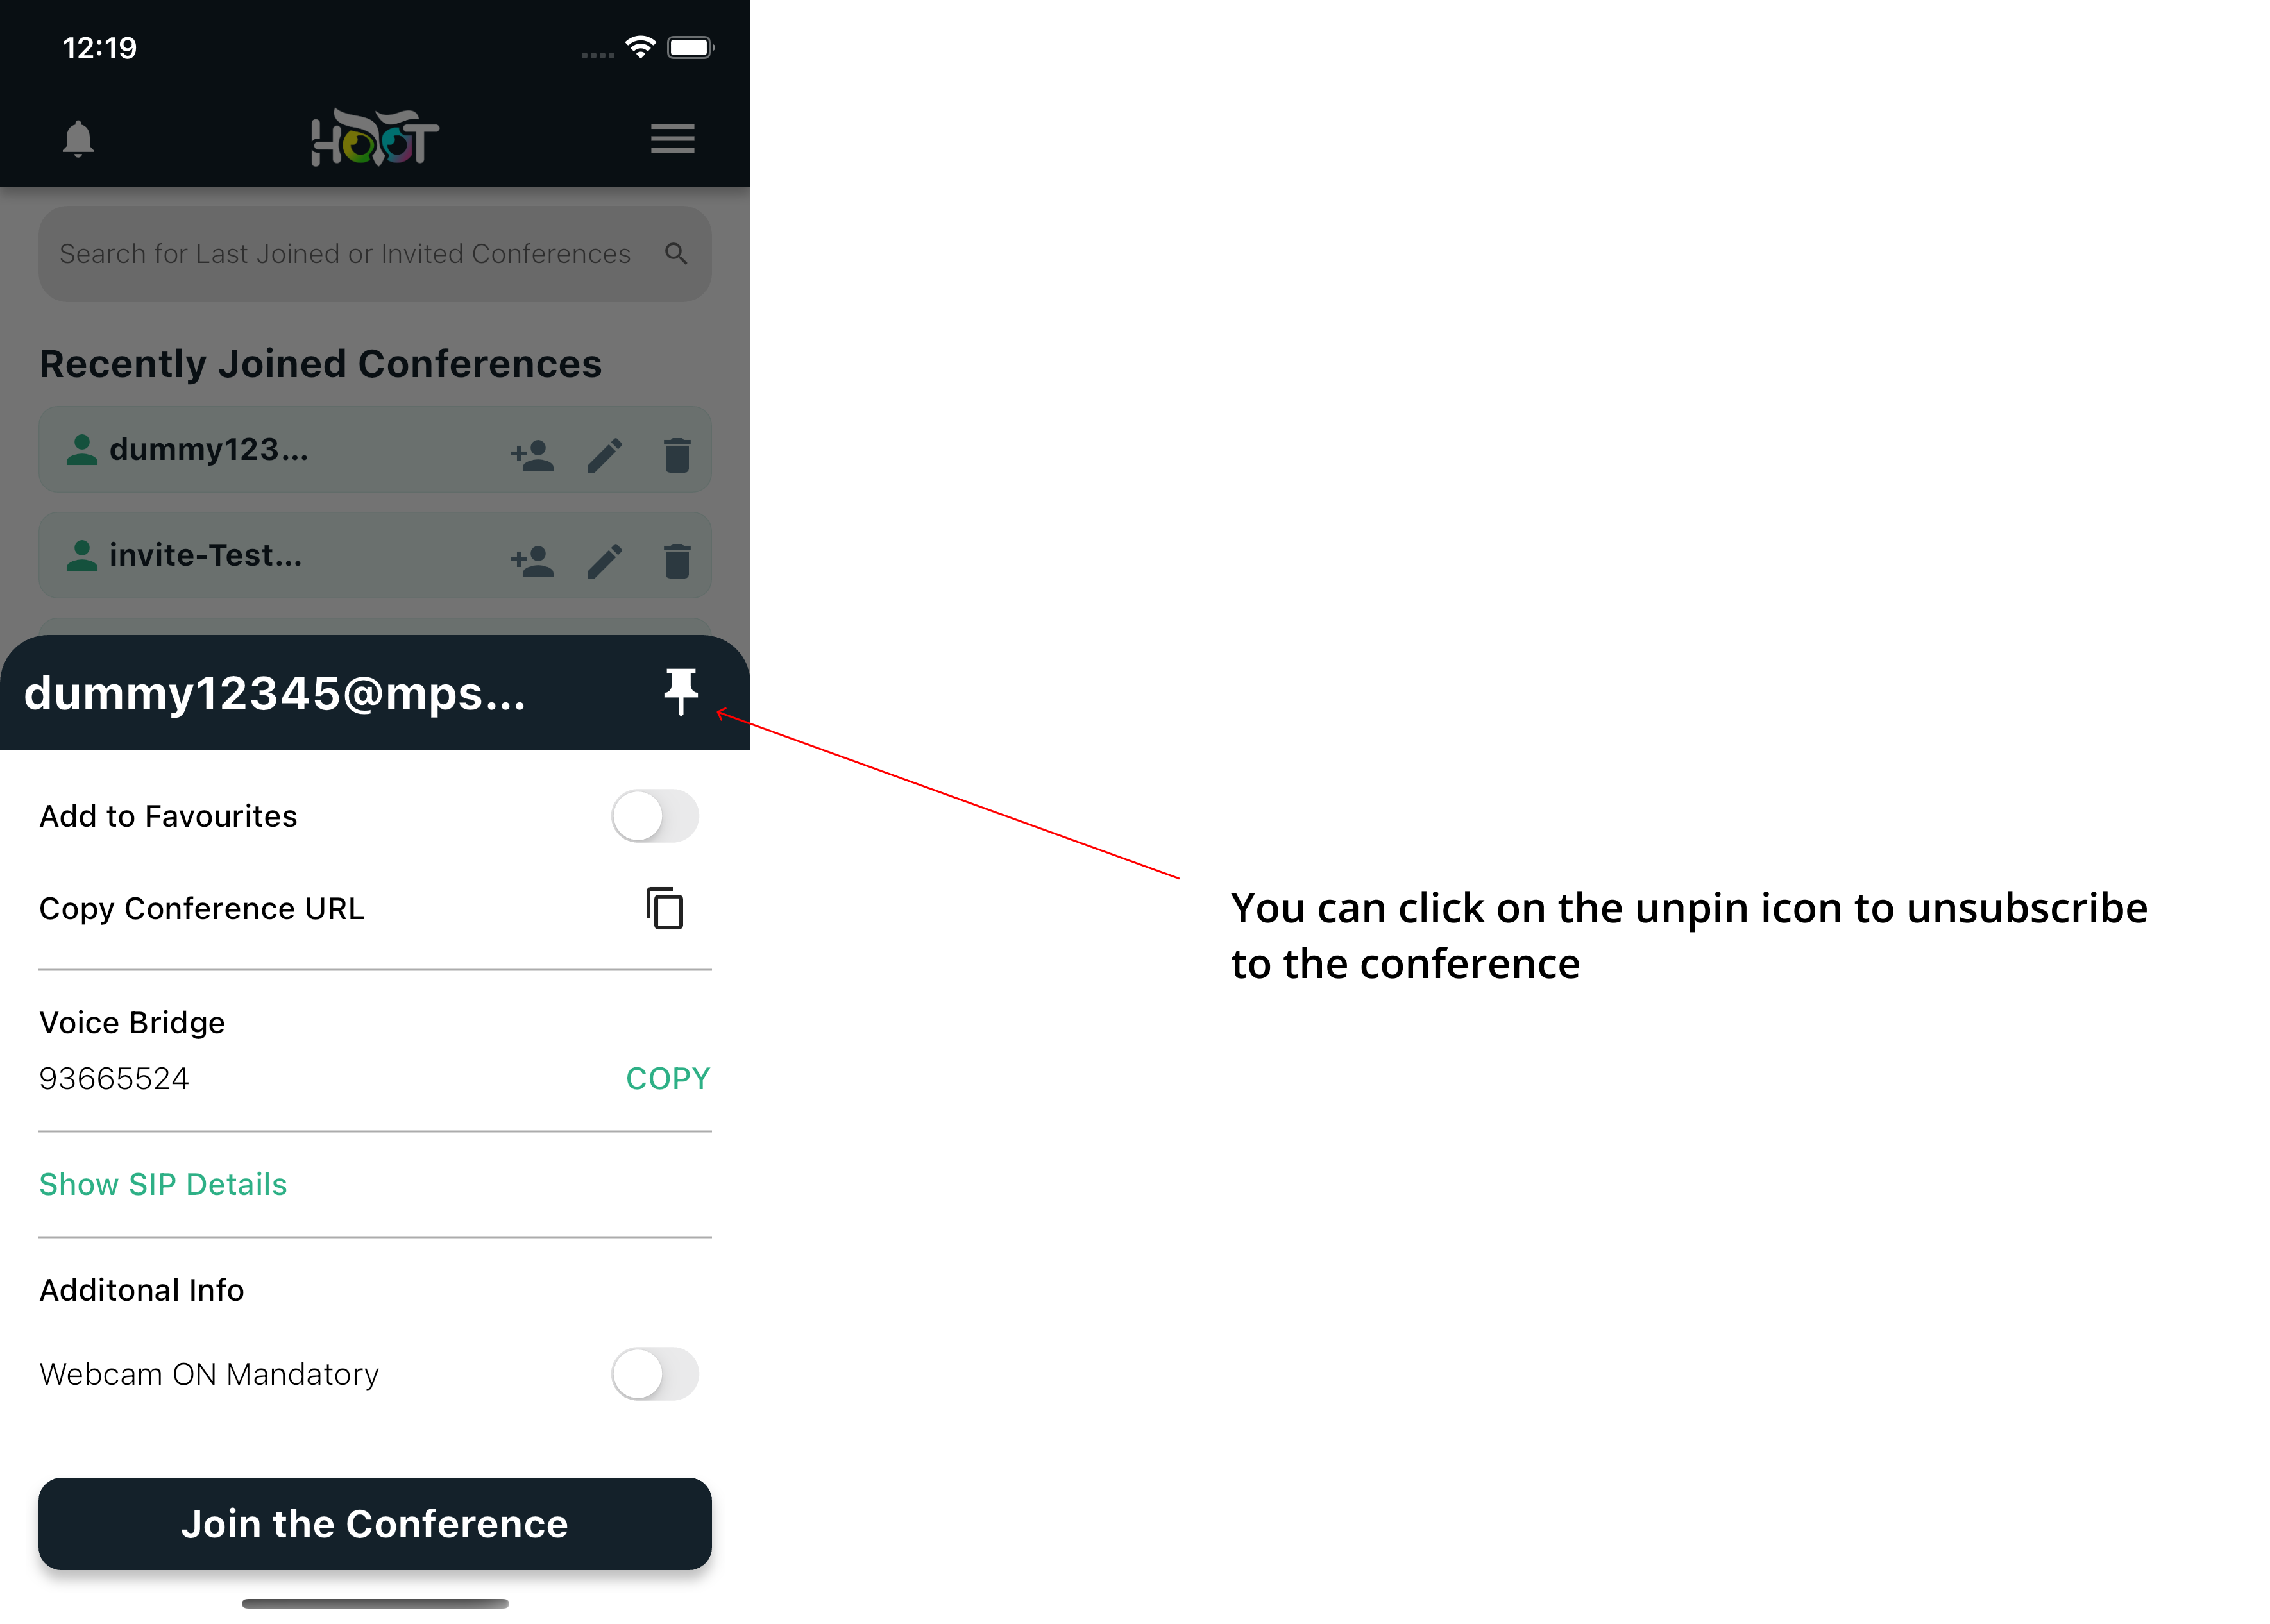 12:19
HOOT
Search for Last Joined or Invited Conferences
Recently Joined Conferences
dummy123...
invite-Test...
dummy12345@mps...
Add to Favourites
Copy Conference URL
Voice Bridge
93665524 COPY
Show SIP Details
Additonal Info
Webcam ON Mandatory
Join the Conference
You can click on the unpin icon to unsubscribe
to the conference